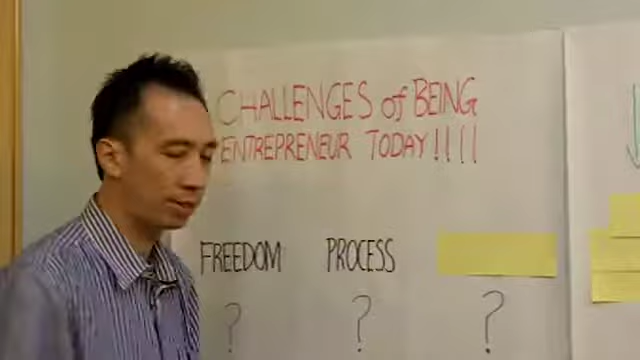 CHALLENGES of BEING
ENTREPRENEUR TODAY!!!!
FREEDOM PROCESS
? ? ?